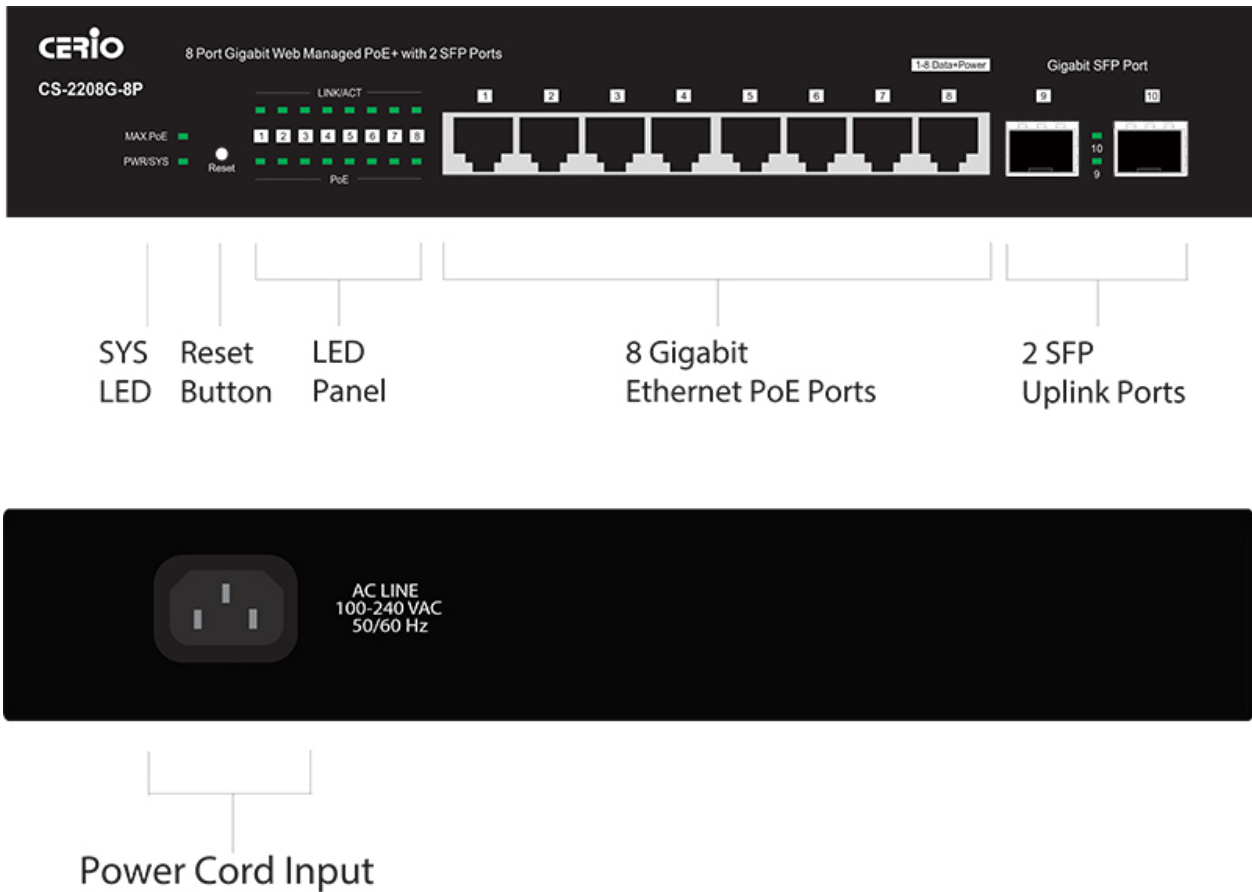 CERIO
8 Port Gigabit Web Managed PoE+ with 2 SFP Ports
CS-2208G-8P
1-8 Data+Power
Gigabit SFP Port
LINK/ACT
1 2 3 4 5 6 7 8
9
10
MAX.PoE
1 2 3 4 5 6 7 8
10
PWR/SYS
Reset
9
PoE
SYS
LED
Reset
Button
LED
Panel
8 Gigabit
Ethernet PoE Ports
2 SFP
Uplink Ports
AC LINE
100-240 VAC
50/60 Hz
Power Cord Input